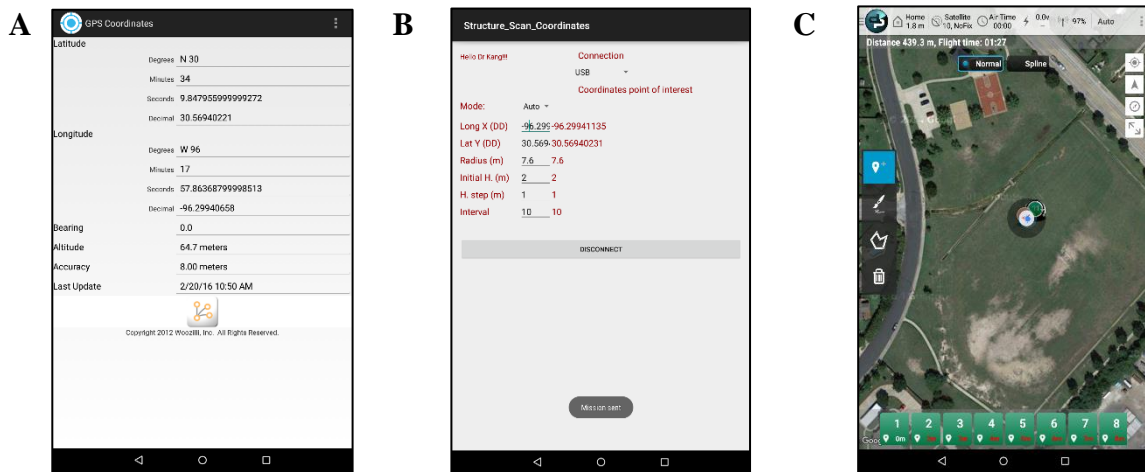 A
GPS Coordinates
Latitude
Degrees N 30
Minutes 34
Seconds 9.847955999999272
Decimal 30.56940221
Longitude
Degrees W 96
Minutes 17
Seconds 57.86368799998513
Decimal -96.29940658
Bearing 0.0
Altitude 64.7 meters
Accuracy 8.00 meters
Last Update 2/20/16 10:50 AM
Copyright 2012 Woozilli, Inc. All Rights Reserved.
B
Structure_Scan_Coordinates
Hello Dr Kang!!!
Connection
USB
Coordinates point of interest
Mode: Auto
Long X (DD) -96.299 -96.29941135
Lat Y (DD) 30.569 30.56940231
Radius (m) 7.6 7.6
Initial H. (m) 2 2
H. step (m) 1 1
Interval 10 10
DISCONNECT
Mission sent
C
Home 1.8 m
Satellite 10, NoFix
Air Time 00:00
0.0v
97%
Auto
Distance 439.3 m, Flight time: 01:27
Normal Spline
1 2 3 4 5 6 7 8
0m